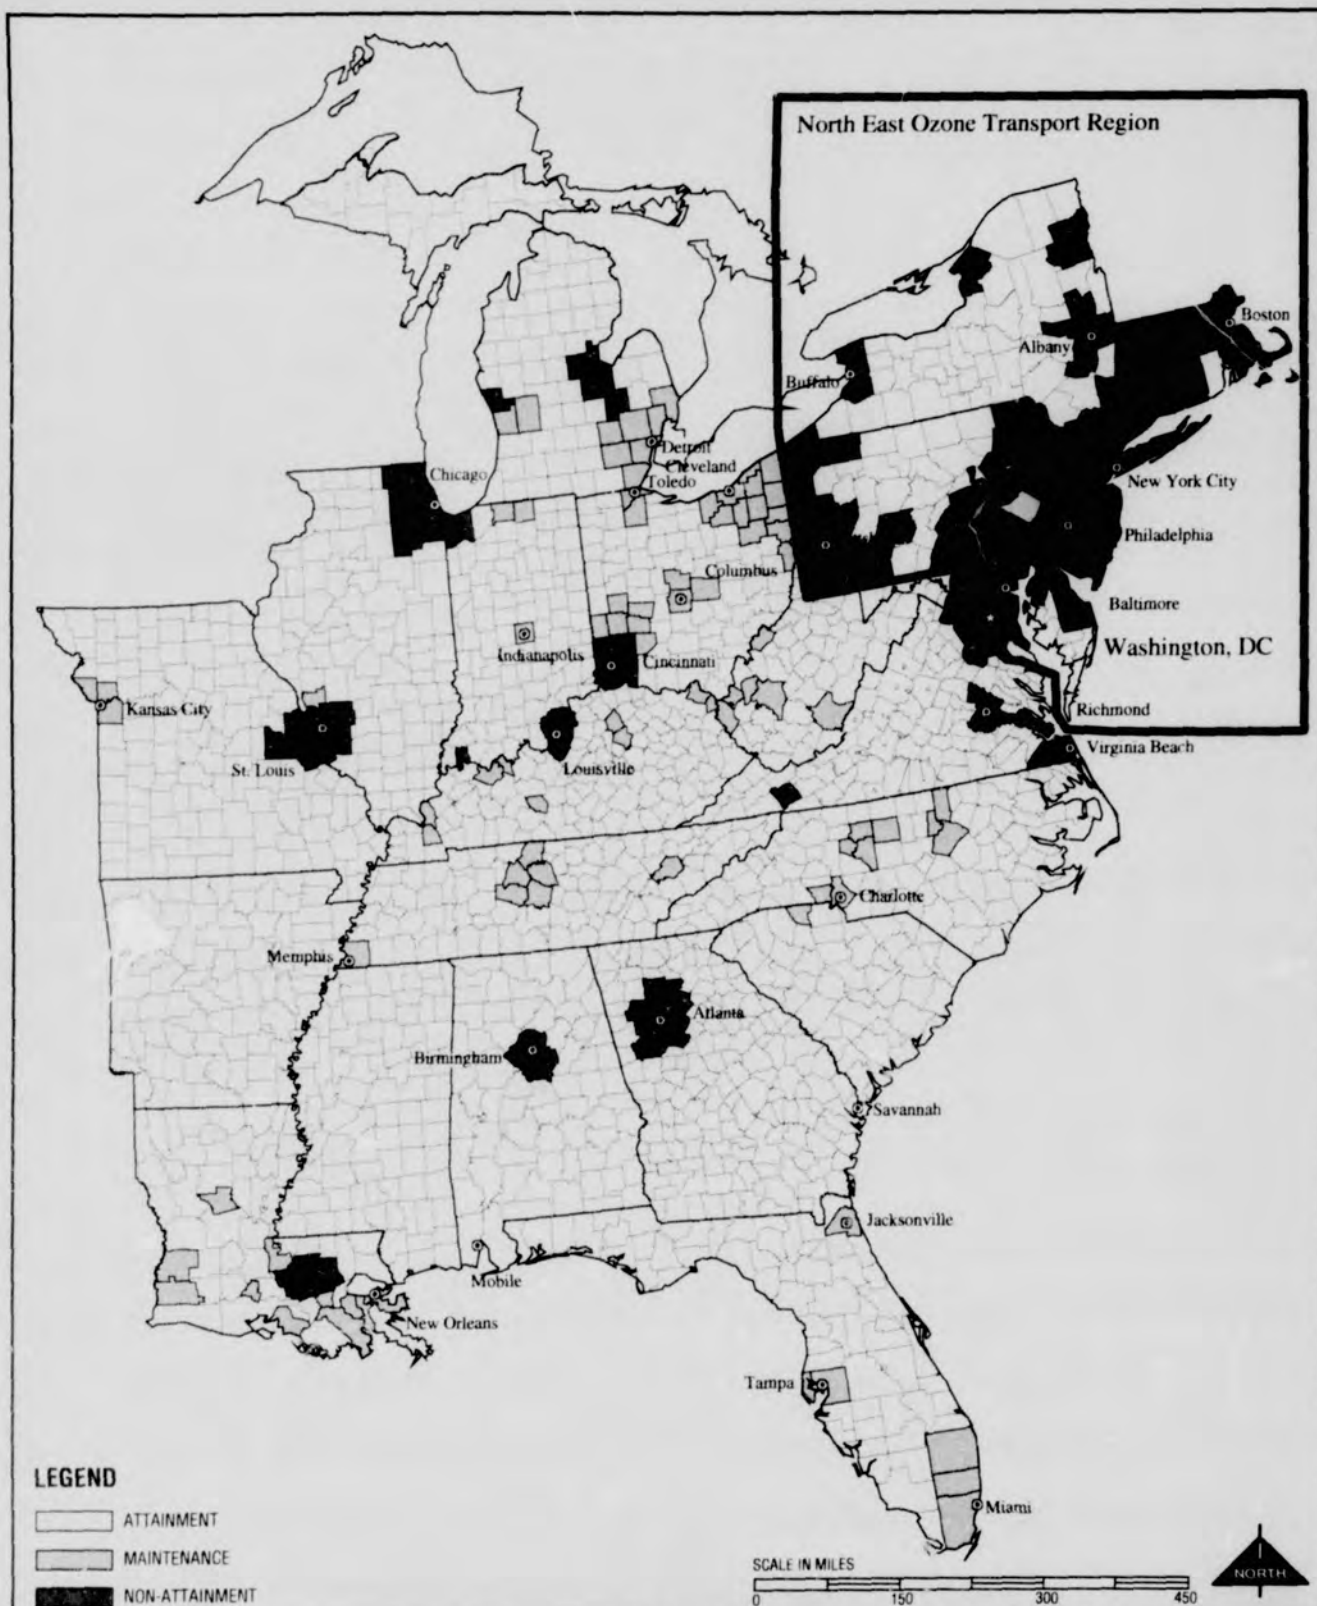 North East Ozone Transport Region
Boston
Albany
Buffalo
Detroit
Cleveland
Chicago
Toledo
New York City
Philadelphia
Columbus
Baltimore
Washington, DC
Indianapolis
Cincinnati
Kansas City
Richmond
Virginia Beach
St. Louis
Louisville
Charlotte
Memphis
Atlanta
Birmingham
Savannah
Jacksonville
Mobile
New Orleans
Tampa
Miami
LEGEND
ATTAINMENT
MAINTENANCE
NON-ATTAINMENT
SCALE IN MILES
0 150 300 450
NORTH